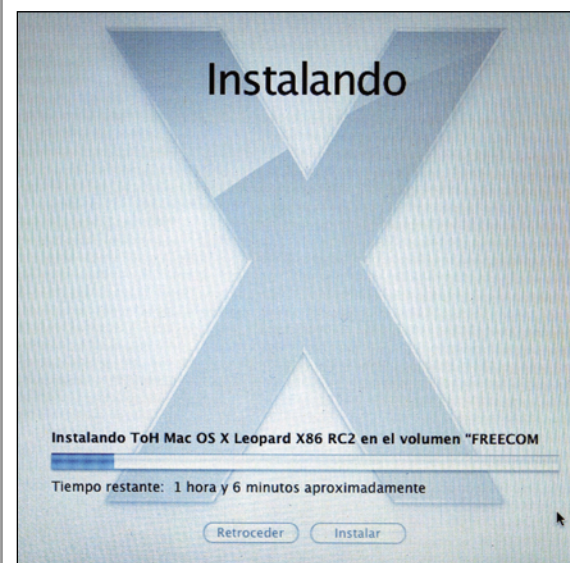 Instalando
Instalando ToH Mac OS X Leopard X86 RC2 en el volumen "FREECOM
Tiempo restante: 1 hora y 6 minutos aproximadamente
Retroceder
Instalar